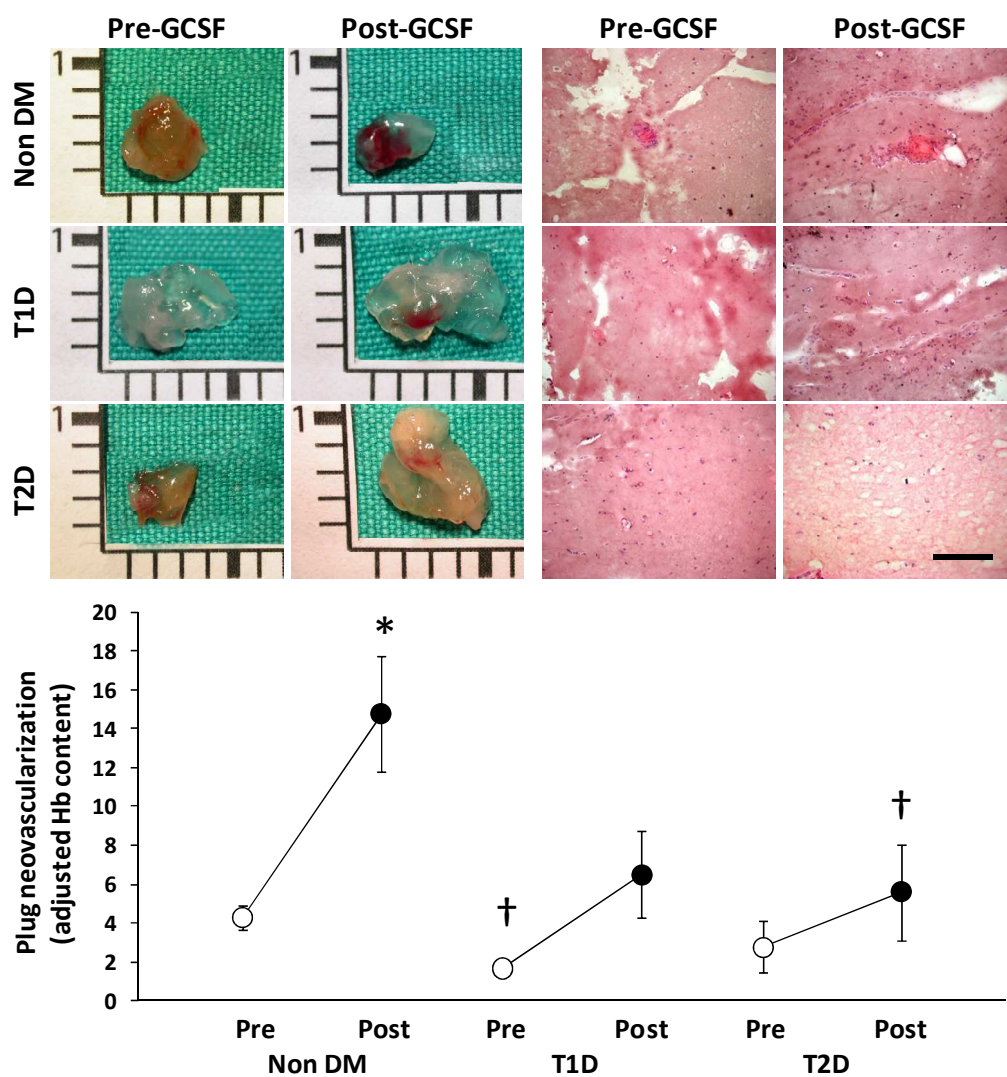 Pre-GCSF Post-GCSF Pre-GCSF Post-GCSF
Non DM
1
1
T1D
1
1
T2D
1
1
Plug neovascularization
(adjusted Hb content)
20
18
16
14
12
10
8
6
4
2
0
*
†
†
Pre Post Pre Post Pre Post
Non DM T1D T2D